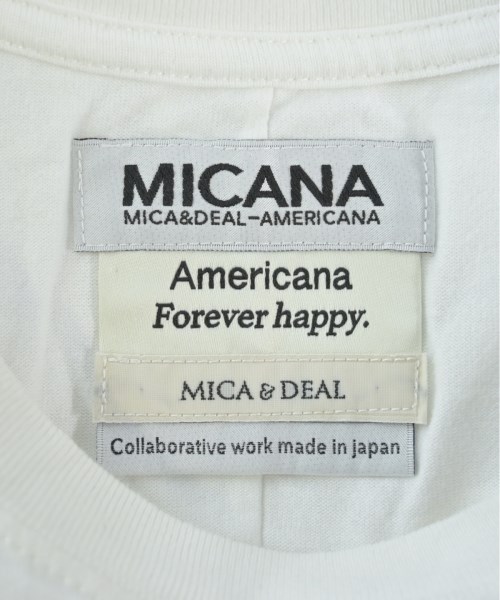 MICANA
MICA&DEAL-AMERICANA
Americana
Forever happy.
MICA & DEAL
Collaborative work made in japan